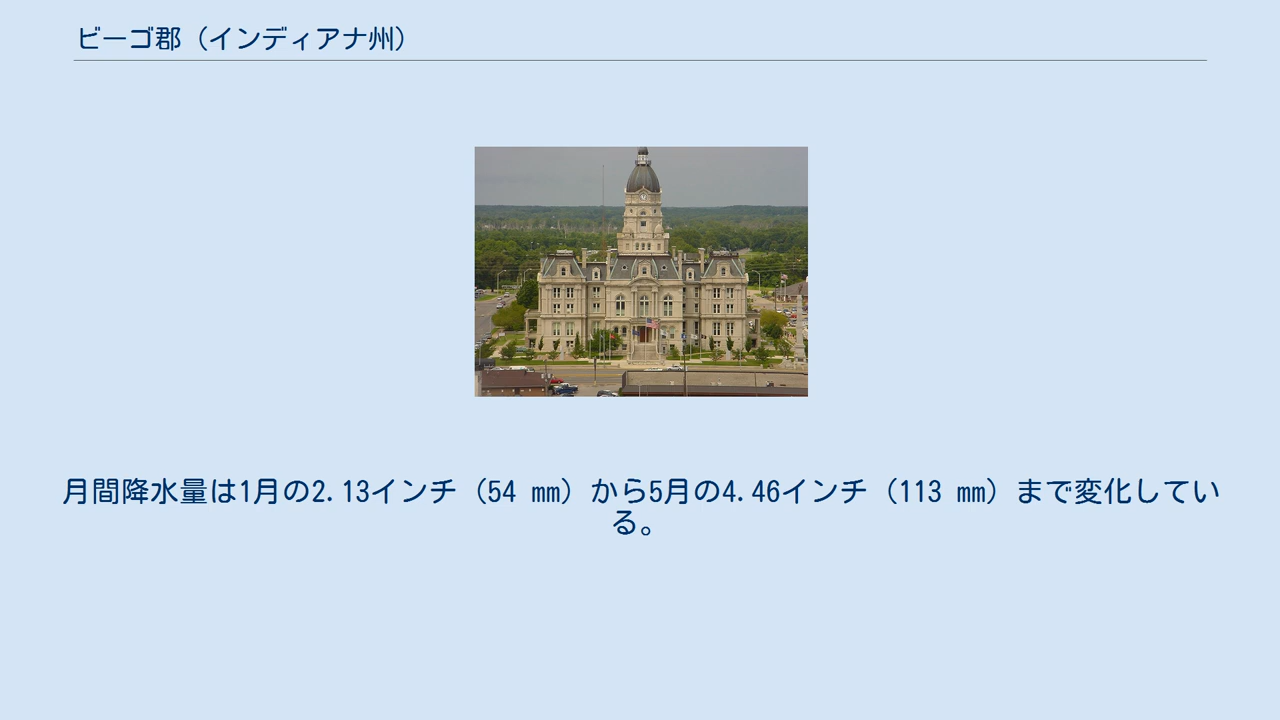 ビーゴ郡（インディアナ州）
月間降水量は1月の2.13インチ（54 mm）から5月の4.46インチ（113 mm）まで変化してい
る。